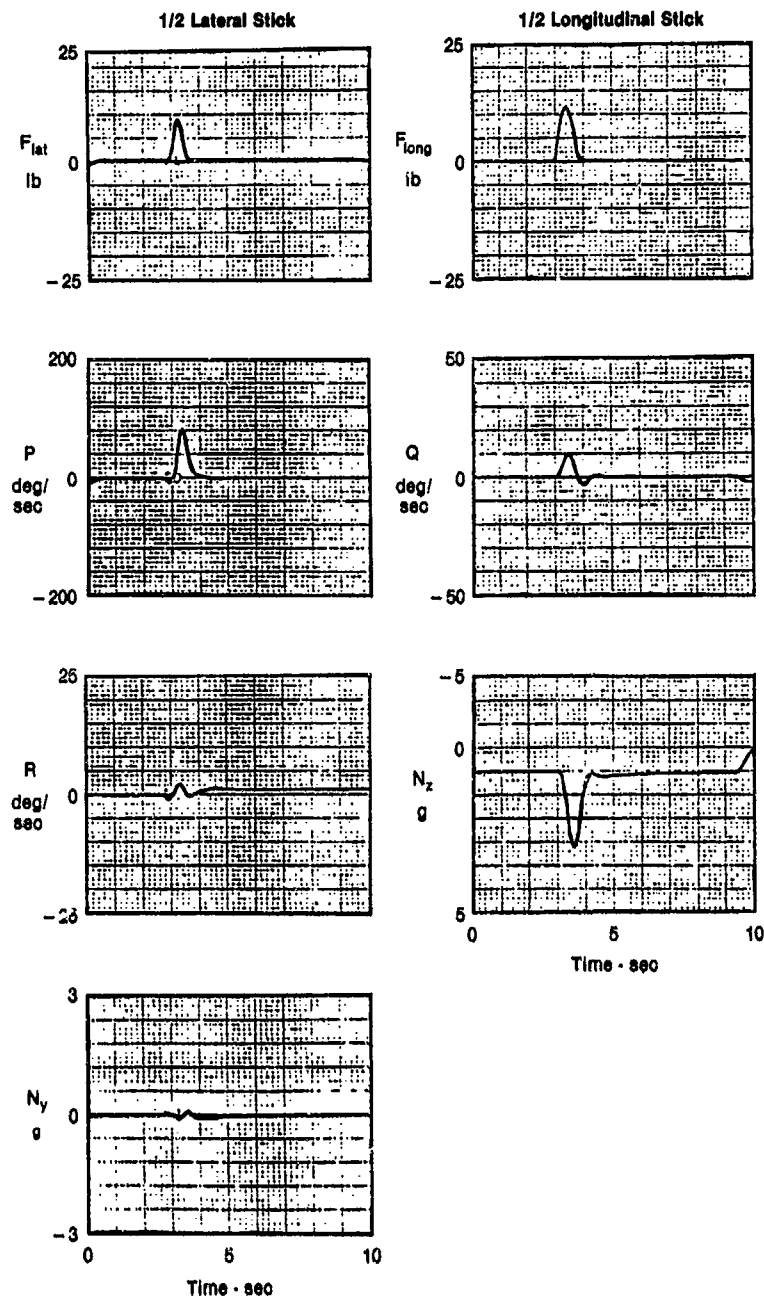 1/2 Lateral Stick
25
F_lat
lb
0
-25
200
P
deg/
sec
0
-200
25
R
deg/
sec
0
-25
3
N_y
g
0
-3
0
5
10
Time - sec
1/2 Longitudinal Stick
25
F_long
lb
0
-25
50
Q
deg/
sec
0
-50
-5
0
N_z
g
5
0
5
10
Time - sec